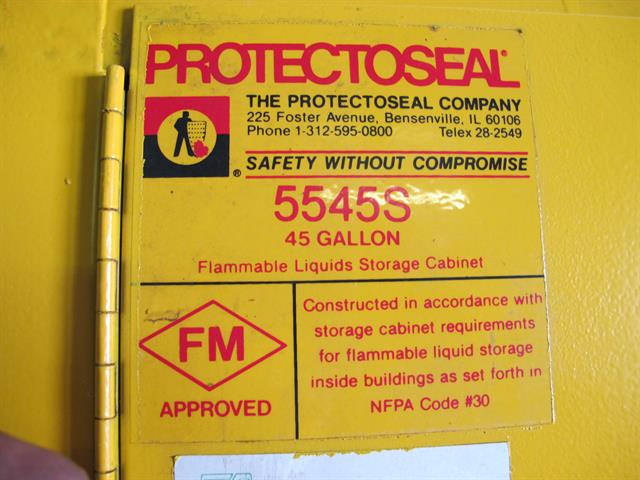 PROTECTOSEAL®
THE PROTECTOSEAL COMPANY
225 Foster Avenue, Bensenville, IL 60106
Phone 1-312-595-0800 Telex 28-2549
®
SAFETY WITHOUT COMPROMISE
5545S
45 GALLON
Flammable Liquids Storage Cabinet
FM
APPROVED
Constructed in accordance with
storage cabinet requirements
for flammable liquid storage
inside buildings as set forth in
NFPA Code #30